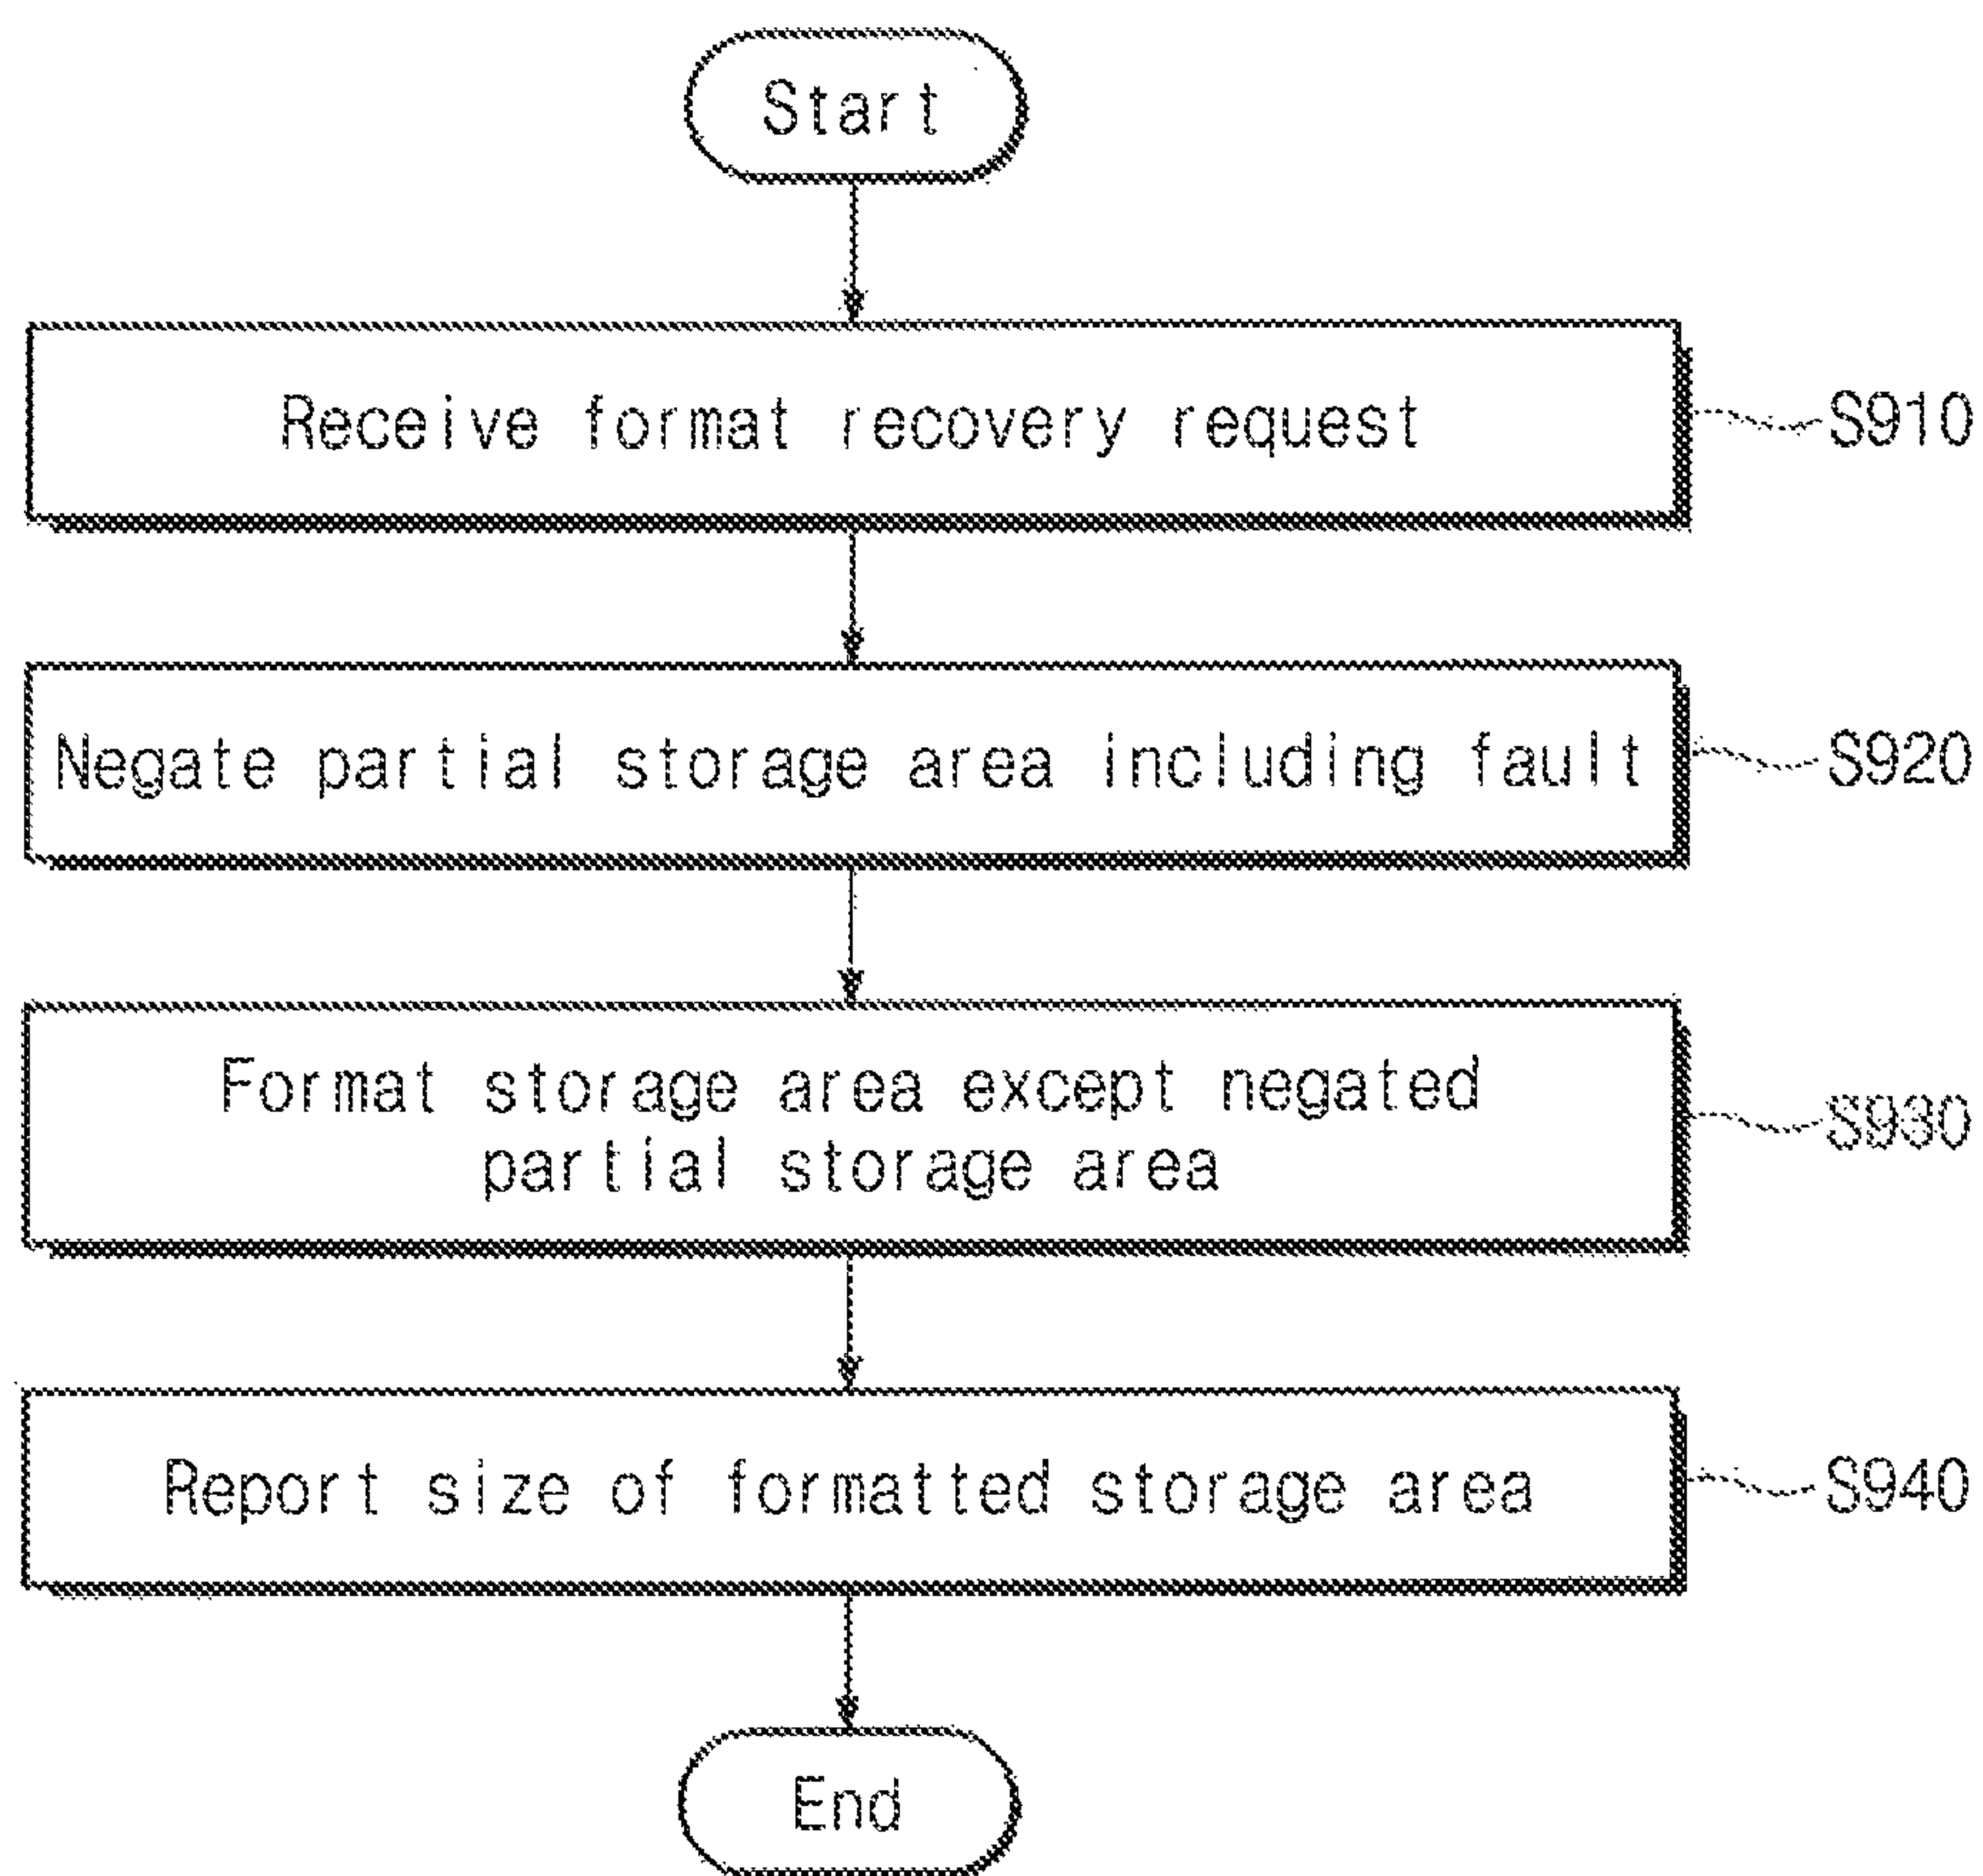 Start
Receive format recovery request
S910
Negate partial storage area including fault
S920
Format storage area except negated
partial storage area
S930
Report size of formatted storage area
S940
End